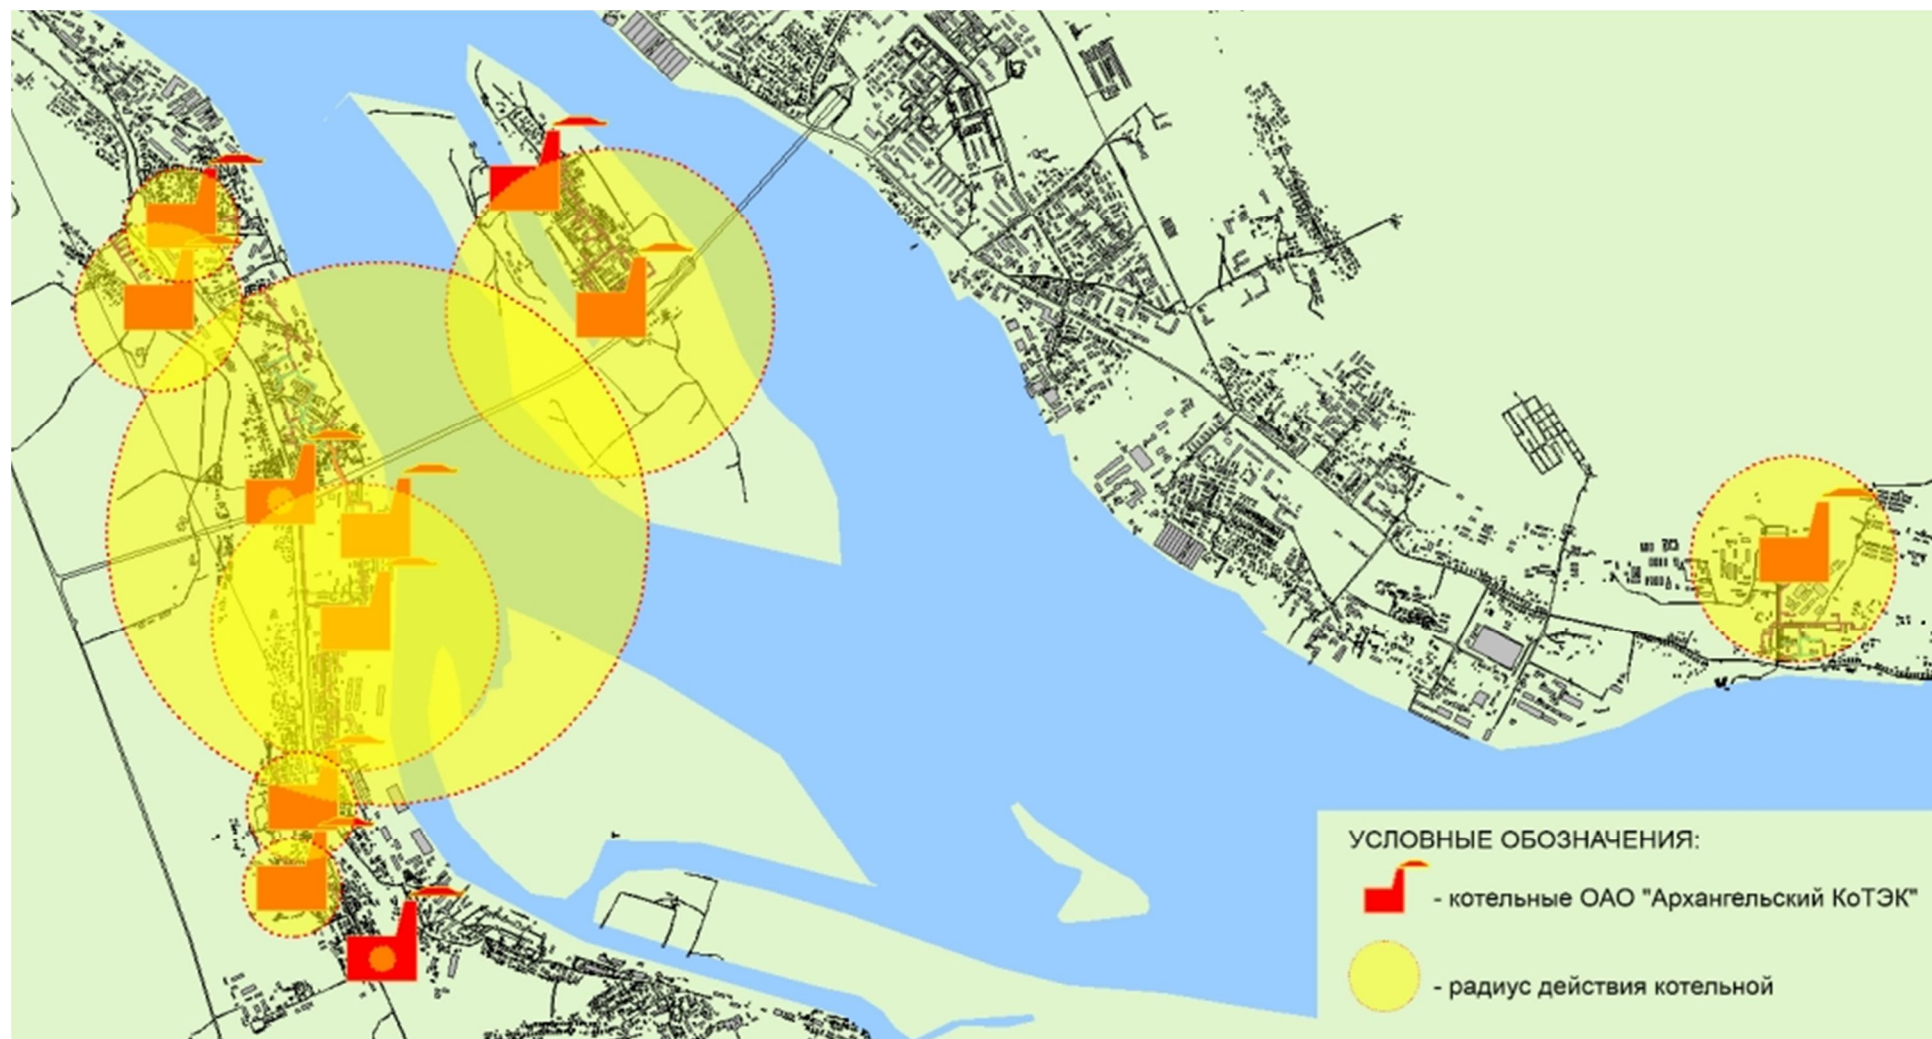 УСЛОВНЫЕ ОБОЗНАЧЕНИЯ:
- котельные ОАО "Архангельский КоТЭК"
- радиус действия котельной